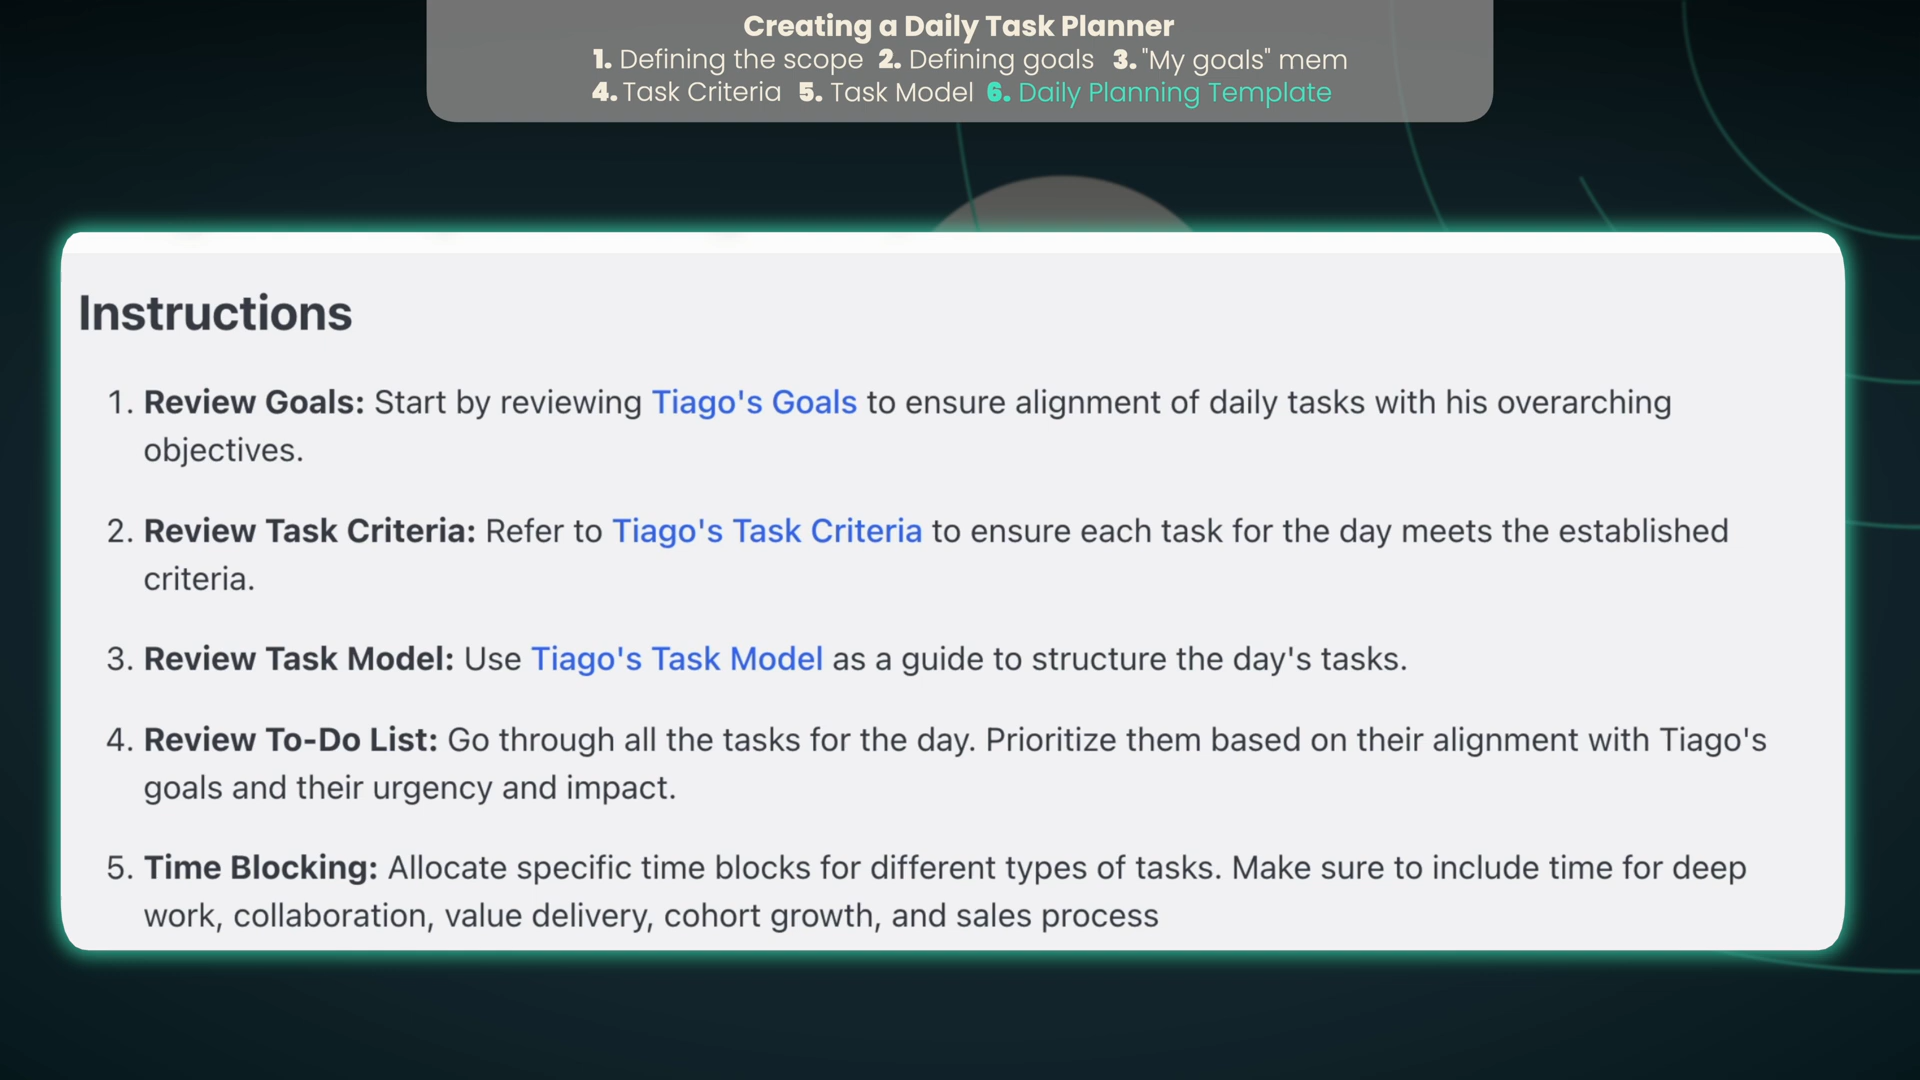 Creating a Daily Task Planner
1. Defining the scope 2. Defining goals 3. "My goals" mem
4. Task Criteria 5. Task Model 6. Daily Planning Template
Instructions
1. Review Goals: Start by reviewing Tiago's Goals to ensure alignment of daily tasks with his overarching
objectives.
2. Review Task Criteria: Refer to Tiago's Task Criteria to ensure each task for the day meets the established
criteria.
3. Review Task Model: Use Tiago's Task Model as a guide to structure the day's tasks.
4. Review To-Do List: Go through all the tasks for the day. Prioritize them based on their alignment with Tiago's
goals and their urgency and impact.
5. Time Blocking: Allocate specific time blocks for different types of tasks. Make sure to include time for deep
work, collaboration, value delivery, cohort growth, and sales process